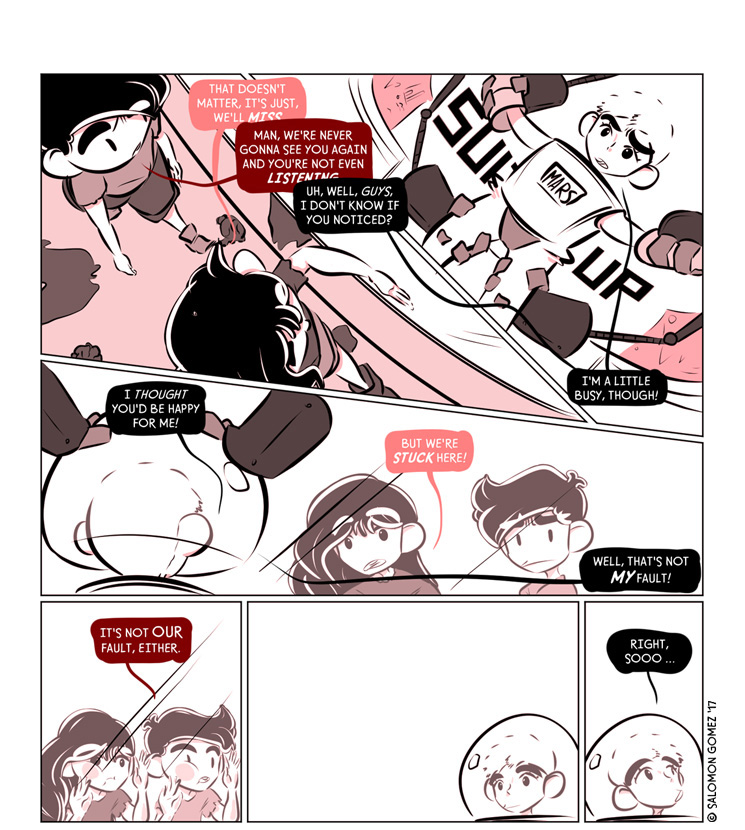 THAT DOESN'T
MATTER, IT'S JUST,
WE'LL MISS
MAN, WE'RE NEVER
GONNA SEE YOU AGAIN
AND YOU'RE NOT EVEN
LISTENING.
UH, WELL, GUYS,
I DON'T KNOW IF
YOU NOTICED?
MARS
UP
I'M A LITTLE
BUSY, THOUGH!
I THOUGHT
YOU'D BE HAPPY
FOR ME!
BUT WE'RE
STUCK HERE!
WELL, THAT'S NOT
MY FAULT!
IT'S NOT OUR
FAULT, EITHER.
RIGHT,
SOOO ...
© SALOMON GOMEZ '17